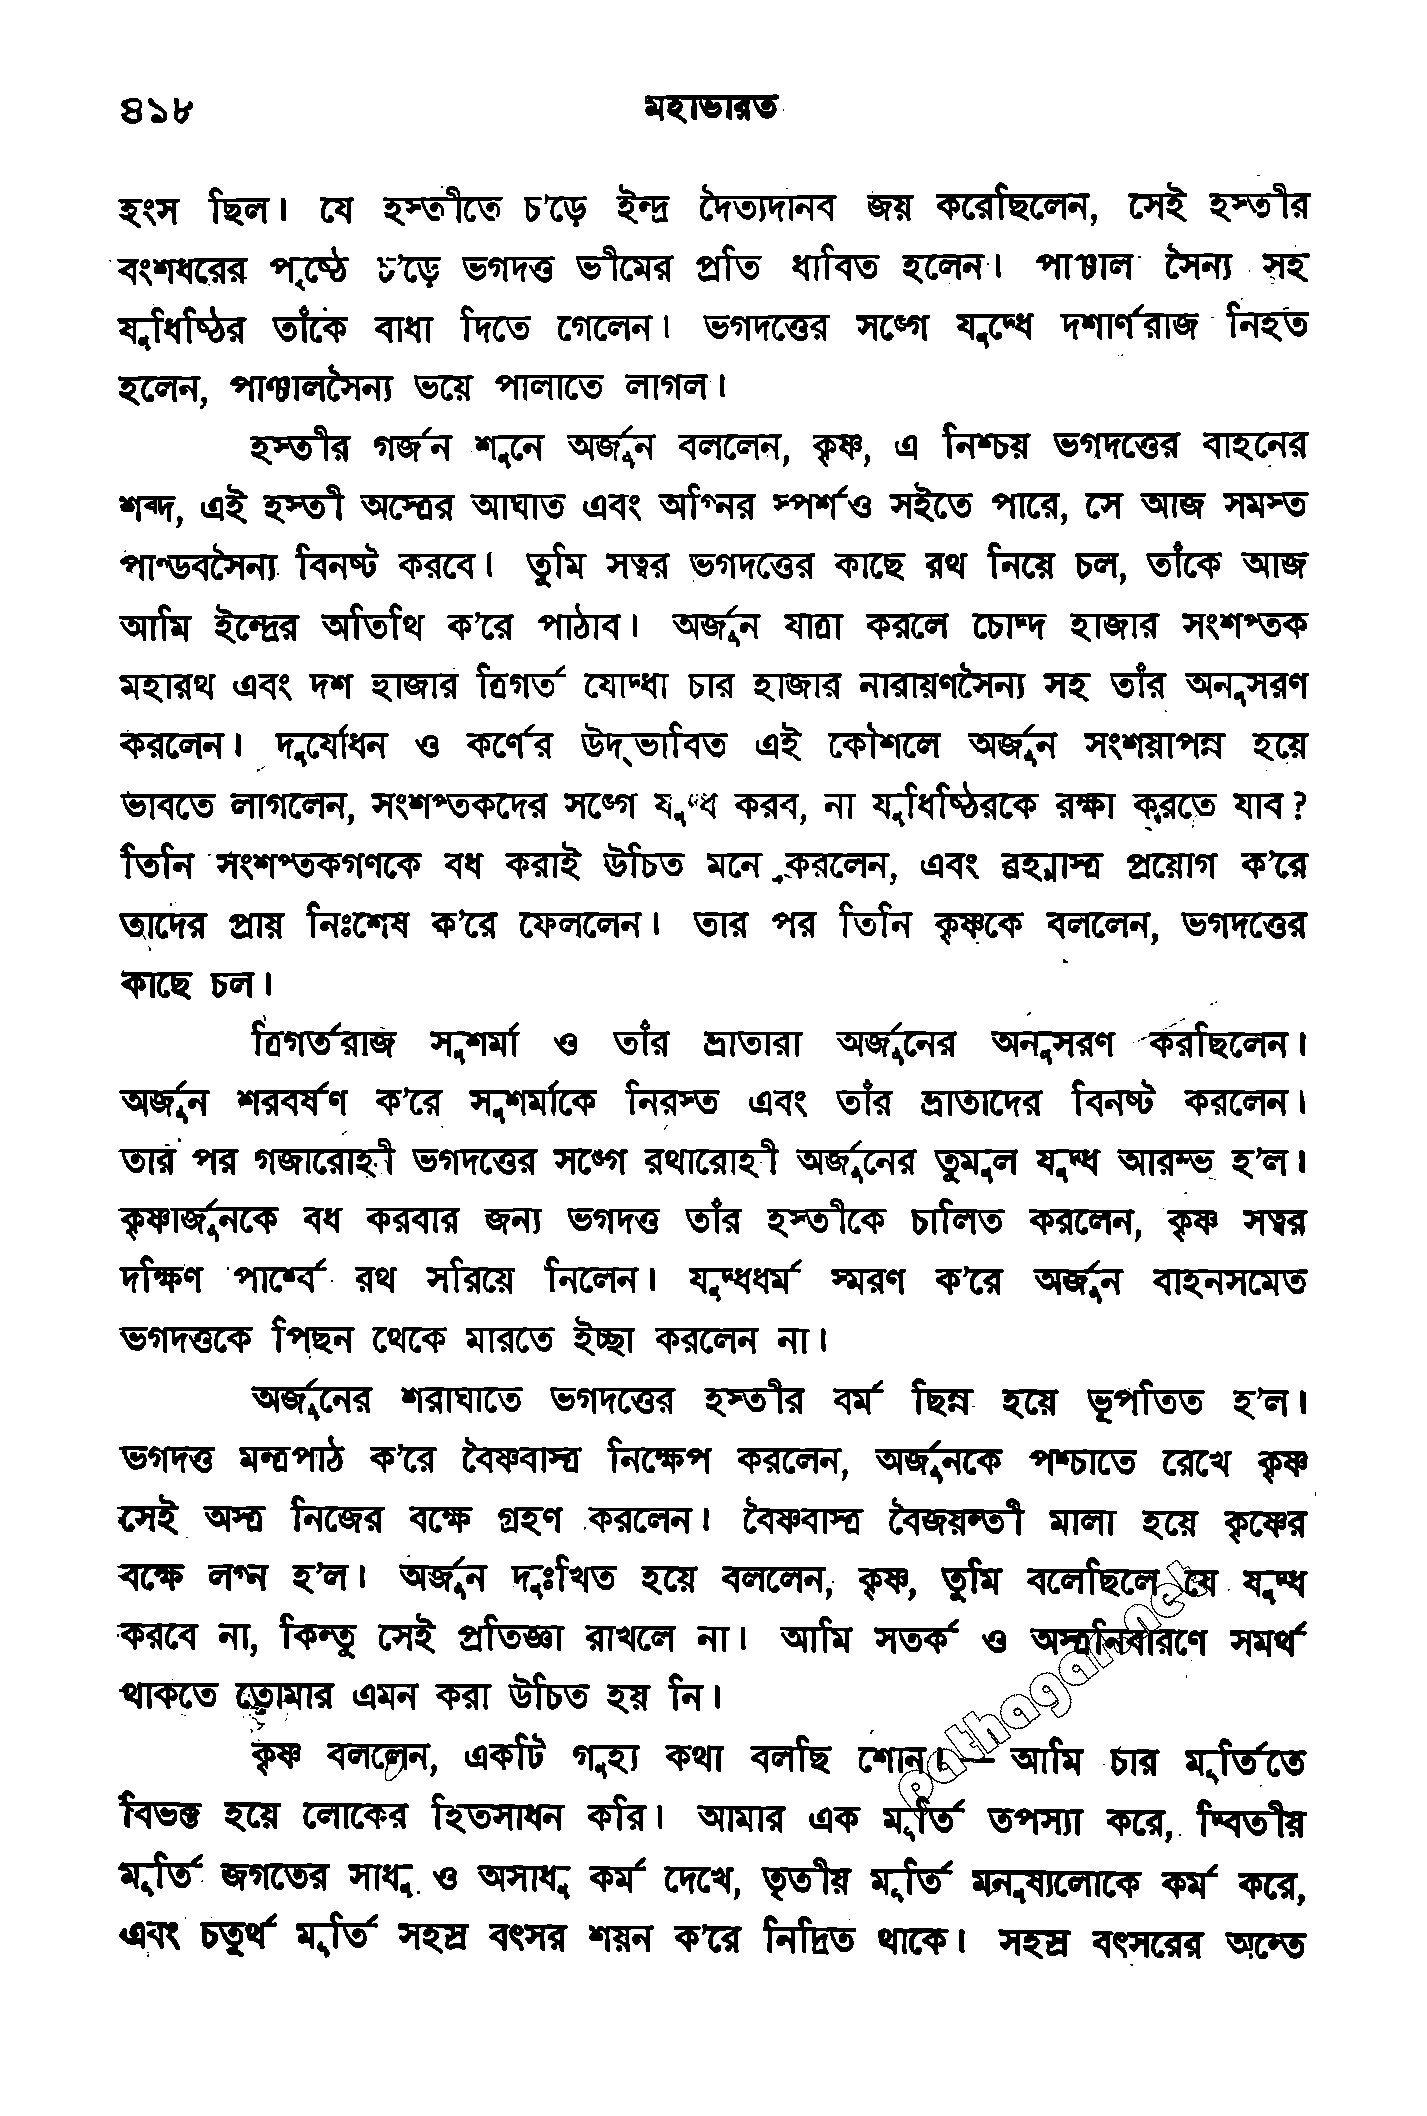 ৪১৮ মহাভারত
হংস ছিল। যে হস্তীতে চ'ড়ে ইন্দ্র দৈত্যদানব জয় করেছিলেন, সেই হস্তীর
বংশধরের পৃষ্ঠে চ'ড়ে ভগদত্ত ভীমের প্রতি ধাবিত হলেন। পাঞ্চাল সৈন্য সহ
যুধিষ্ঠির তাঁকে বাধা দিতে গেলেন। ভগদত্তের সঙ্গে যুদ্ধে দশার্ণরাজ নিহত
হলেন, পাঞ্চালসৈন্য ভয়ে পালাতে লাগল।
হস্তীর গর্জন শুনে অর্জুন বললেন, কৃষ্ণ, এ নিশ্চয় ভগদত্তের বাহনের
শব্দ, এই হস্তী অস্ত্রের আঘাত এবং অগ্নির স্পর্শও সইতে পারে, সে আজ সমস্ত
পাণ্ডবসৈন্য বিনষ্ট করবে। তুমি সত্বর ভগদত্তের কাছে রথ নিয়ে চল, তাঁকে আজ
আমি ইন্দ্রের অতিথি ক'রে পাঠাব। অর্জুন যাত্রা করলে চোদ্দ হাজার সংশপ্তক
মহারথ এবং দশ হাজার ত্রিগর্ত যোদ্ধা চার হাজার নারায়ণসৈন্য সহ তাঁর অনুসরণ
করলেন। দুর্যোধন ও কর্ণের উদ্‌ভাবিত এই কৌশলে অর্জুন সংশয়াপন্ন হয়ে
ভাবতে লাগলেন, সংশপ্তকদের সঙ্গে যুদ্ধ করব, না যুধিষ্ঠিরকে রক্ষা করতে যাব?
তিনি সংশপ্তকগণকে বধ করাই উচিত মনে করলেন, এবং ব্রহ্মাস্ত্র প্রয়োগ ক'রে
তাদের প্রায় নিঃশেষ ক'রে ফেললেন। তার পর তিনি কৃষ্ণকে বললেন, ভগদত্তের
কাছে চল।
ত্রিগর্তরাজ সুশর্মা ও তাঁর ভ্রাতারা অর্জুনের অনুসরণ করছিলেন।
অর্জুন শরবর্ষণ ক'রে সুশর্মাকে নিরস্ত এবং তাঁর ভ্রাতাদের বিনষ্ট করলেন।
তার পর গজারোহী ভগদত্তের সঙ্গে রথারোহী অর্জুনের তুমুল যুদ্ধ আরম্ভ হ'ল।
কৃষ্ণার্জুনকে বধ করবার জন্য ভগদত্ত তাঁর হস্তীকে চালিত করলেন, কৃষ্ণ সত্বর
দক্ষিণ পার্শ্বে রথ সরিয়ে নিলেন। যুদ্ধধর্ম স্মরণ ক'রে অর্জুন বাহনসমেত
ভগদত্তকে পিছন থেকে মারতে ইচ্ছা করলেন না।
অর্জুনের শরাঘাতে ভগদত্তের হস্তীর বর্ম ছিন্ন হয়ে ভূপতিত হ'ল।
ভগদত্ত মন্ত্রপাঠ ক'রে বৈষ্ণবাস্ত্র নিক্ষেপ করলেন, অর্জুনকে পশ্চাতে রেখে কৃষ্ণ
সেই অস্ত্র নিজের বক্ষে গ্রহণ করলেন। বৈষ্ণবাস্ত্র বৈজয়ন্তী মালা হয়ে কৃষ্ণের
বক্ষে লগ্ন হ'ল। অর্জুন দুঃখিত হয়ে বললেন, কৃষ্ণ, তুমি বলেছিলে যে যুদ্ধ
করবে না, কিন্তু সেই প্রতিজ্ঞা রাখলে না। আমি সতর্ক ও অস্ত্রনিবারণে সমর্থ
থাকতে তোমার এমন করা উচিত হয় নি।
কৃষ্ণ বললেন, একটি গুহ্য কথা বলছি শোন।— আমি চার মূর্তিতে
বিভক্ত হয়ে লোকের হিতসাধন করি। আমার এক মূর্তি তপস্যা করে, দ্বিতীয়
মূর্তি জগতের সাধু ও অসাধু কর্ম দেখে, তৃতীয় মূর্তি মনুষ্যলোকে কর্ম করে,
এবং চতুর্থ মূর্তি সহস্র বৎসর শয়ন ক'রে নিদ্রিত থাকে। সহস্র বৎসরের অন্তে
pathagar.net